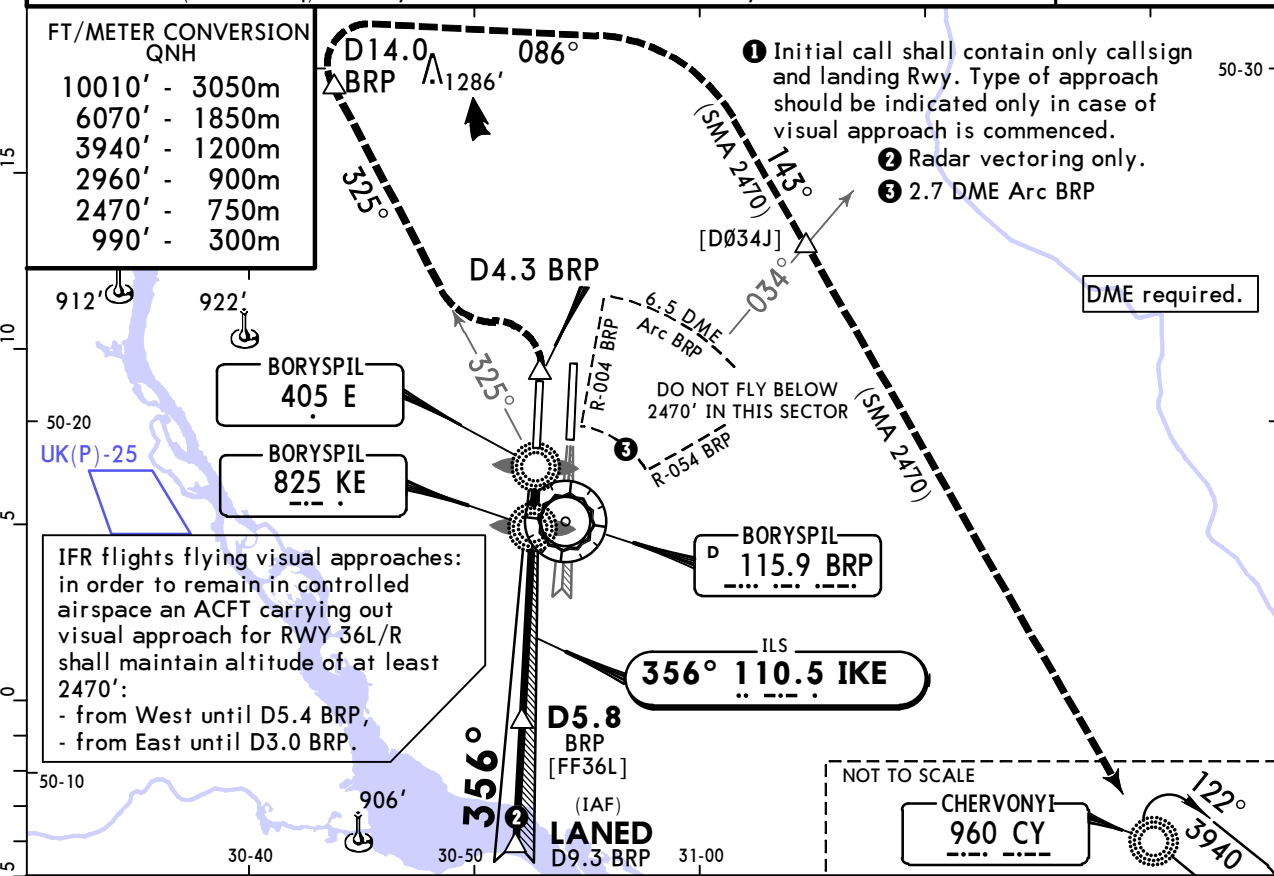 FT/METER CONVERSION
QNH
10010' - 3050m
6070' - 1850m
3940' - 1200m
2960' - 900m
2470' - 750m
990' - 300m
D14.0
BRP
1286'
086°
❶ Initial call shall contain only callsign
and landing Rwy. Type of approach
should be indicated only in case of
visual approach is commenced.
❷ Radar vectoring only.
❸ 2.7 DME Arc BRP
50-30
15
325°
(SMA 2470)
143°
[DØ34J]
034°
D4.3 BRP
912'
922'
DME required.
10
6.5 DME
Arc BRP
R-004 BRP
325°
BORYSPIL
405 E
DO NOT FLY BELOW
2470' IN THIS SECTOR
(SMA 2470)
50-20
❸
R-054 BRP
UK(P)-25
BORYSPIL
825 KE
5
BORYSPIL
D 115.9 BRP
IFR flights flying visual approaches:
in order to remain in controlled
airspace an ACFT carrying out
visual approach for RWY 36L/R
shall maintain altitude of at least
2470':
- from West until D5.4 BRP,
- from East until D3.0 BRP.
ILS
356° 110.5 IKE
0
D5.8
BRP
[FF36L]
356°
50-10
NOT TO SCALE
906'
❷
(IAF)
LANED
D9.3 BRP
CHERVONYI
960 CY
122°
3940
30-40
30-50
31-00
5